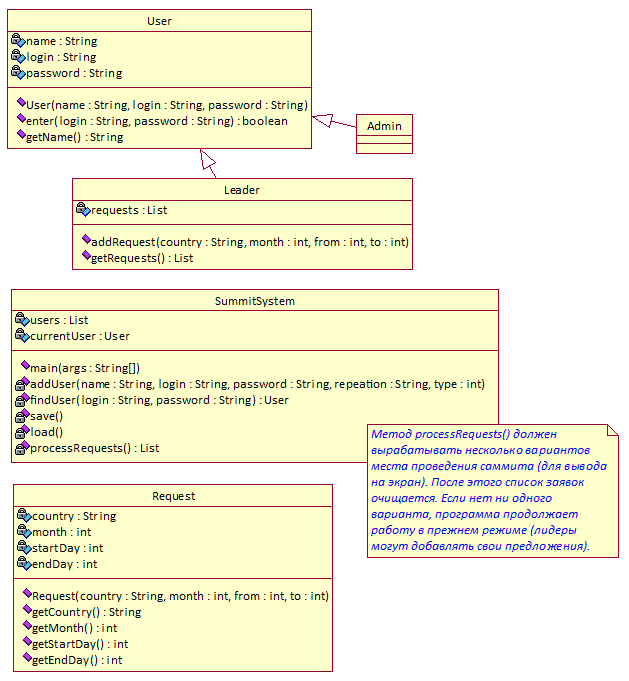 User
name : String
login : String
password : String
User(name : String, login : String, password : String)
enter(login : String, password : String) : boolean
getName() : String
Admin
Leader
requests : List
addRequest(country : String, month : int, from : int, to : int)
getRequests() : List
SummitSystem
users : List
currentUser : User
main(args : String[])
addUser(name : String, login : String, password : String, repeation : String, type : int)
findUser(login : String, password : String) : User
save()
load()
processRequests() : List
Метод processRequests() должен
вырабатывать несколько вариантов
места проведения саммита (для вывода
на экран). После этого список заявок
очищается. Если нет ни одного
варианта, программа продолжает
работу в прежнем режиме (лидеры
могут добавлять свои предложения).
Request
country : String
month : int
startDay : int
endDay : int
Request(country : String, month : int, from : int, to : int)
getCountry() : String
getMonth() : int
getStartDay() : int
getEndDay() : int